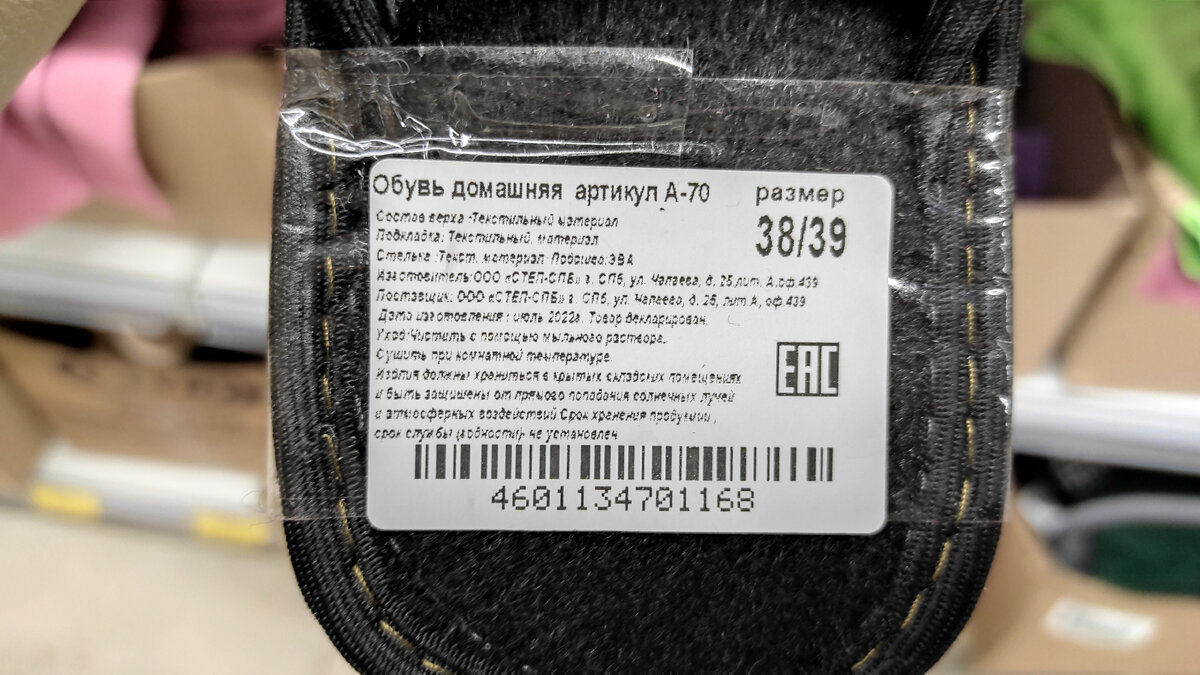 Обувь домашняя артикул А-70 размер
38/39
Состав верха :Текстильный материал
Подкладка: Текстильный, материал
Стелька :Текст. материал Подошва:ЭВА
Изготовитель:ООО «СТЕП-СПБ» г. СПб, ул. Чапаева, д. 25 лит. А.оф.439
Поставщик: ООО «СТЕП-СПБ» г. СПб, ул. Чапаева, д. 25, лит А, оф 439
Дата изготовления : июль 2022г. Товар декларирован.
Уход:Чистить с помощью мыльного раствора.
Сушить при комнатной температуре.
Изделия должны храниться в крытых складских помещениях
и быть защищены от прямого попадания солнечных лучей
и атмосферных воздействий Срок хранения продукции ,
срок службы (годности)- не установлен
EAC
4601134701168